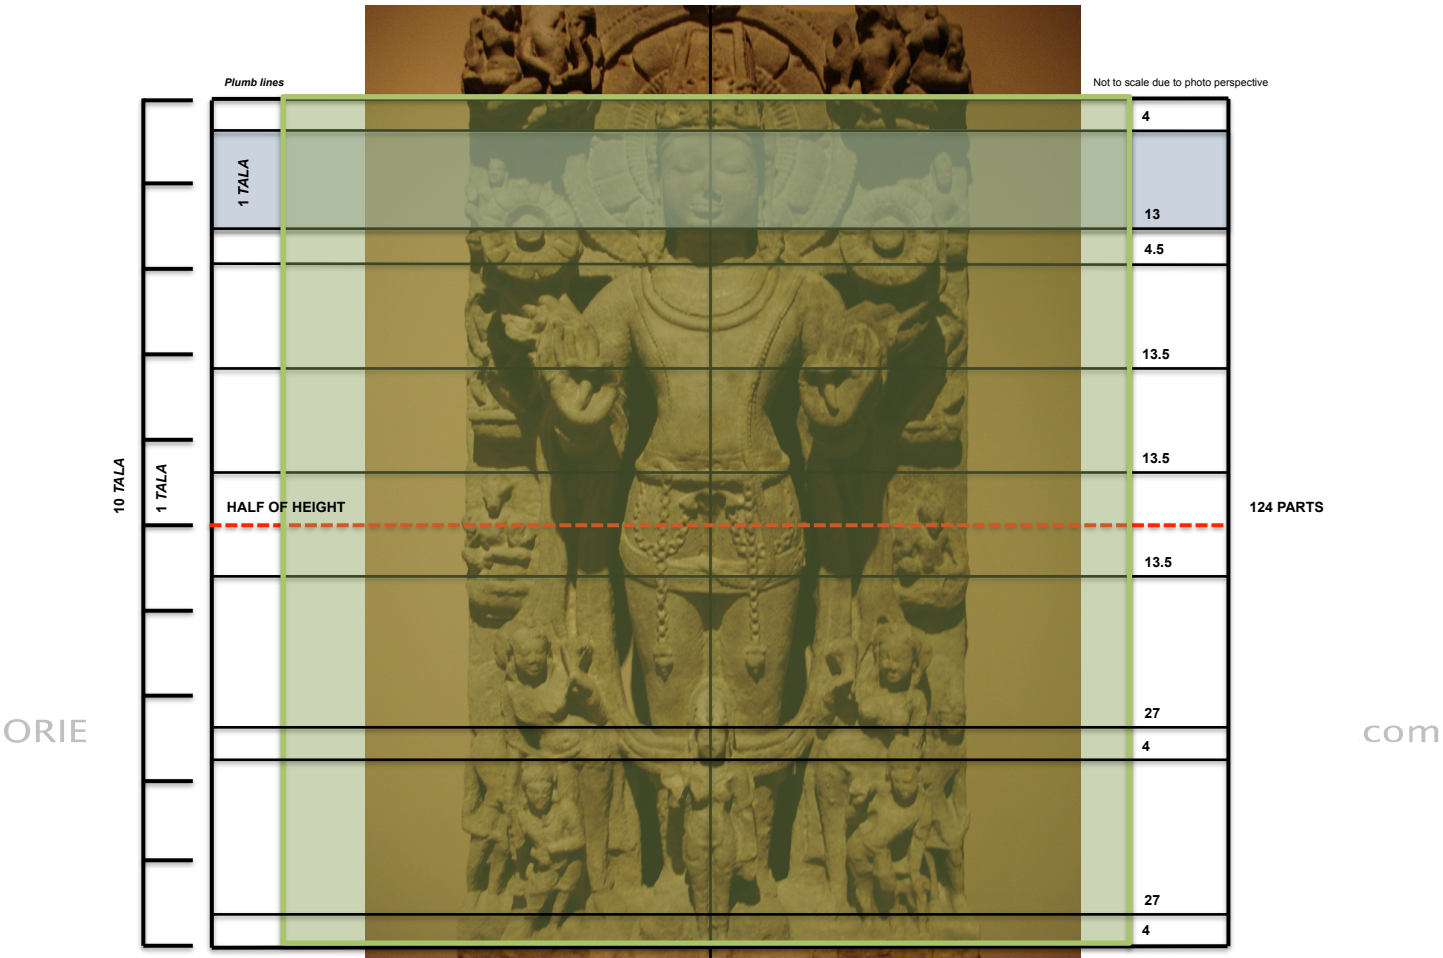 Plumb lines
Not to scale due to photo perspective
4
1 TALA
13
4.5
13.5
13.5
10 TALA
1 TALA
HALF OF HEIGHT
124 PARTS
13.5
27
ORIE
com
4
27
4